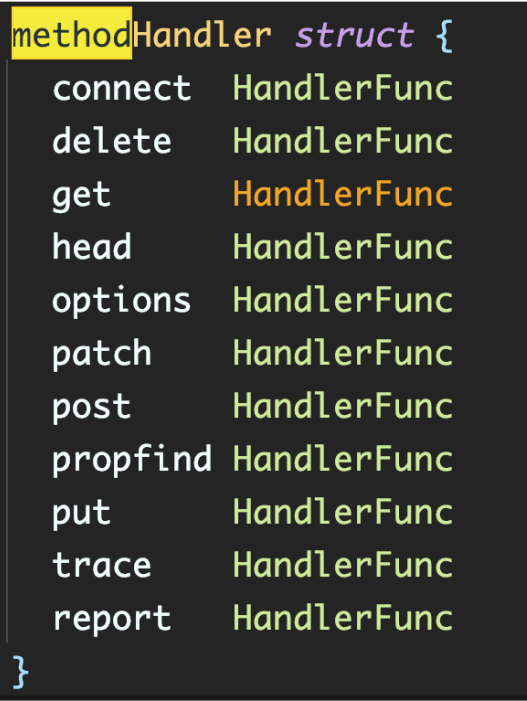 methodHandler struct {
  connect  HandlerFunc
  delete   HandlerFunc
  get      HandlerFunc
  head     HandlerFunc
  options  HandlerFunc
  patch    HandlerFunc
  post     HandlerFunc
  propfind HandlerFunc
  put      HandlerFunc
  trace    HandlerFunc
  report   HandlerFunc
}